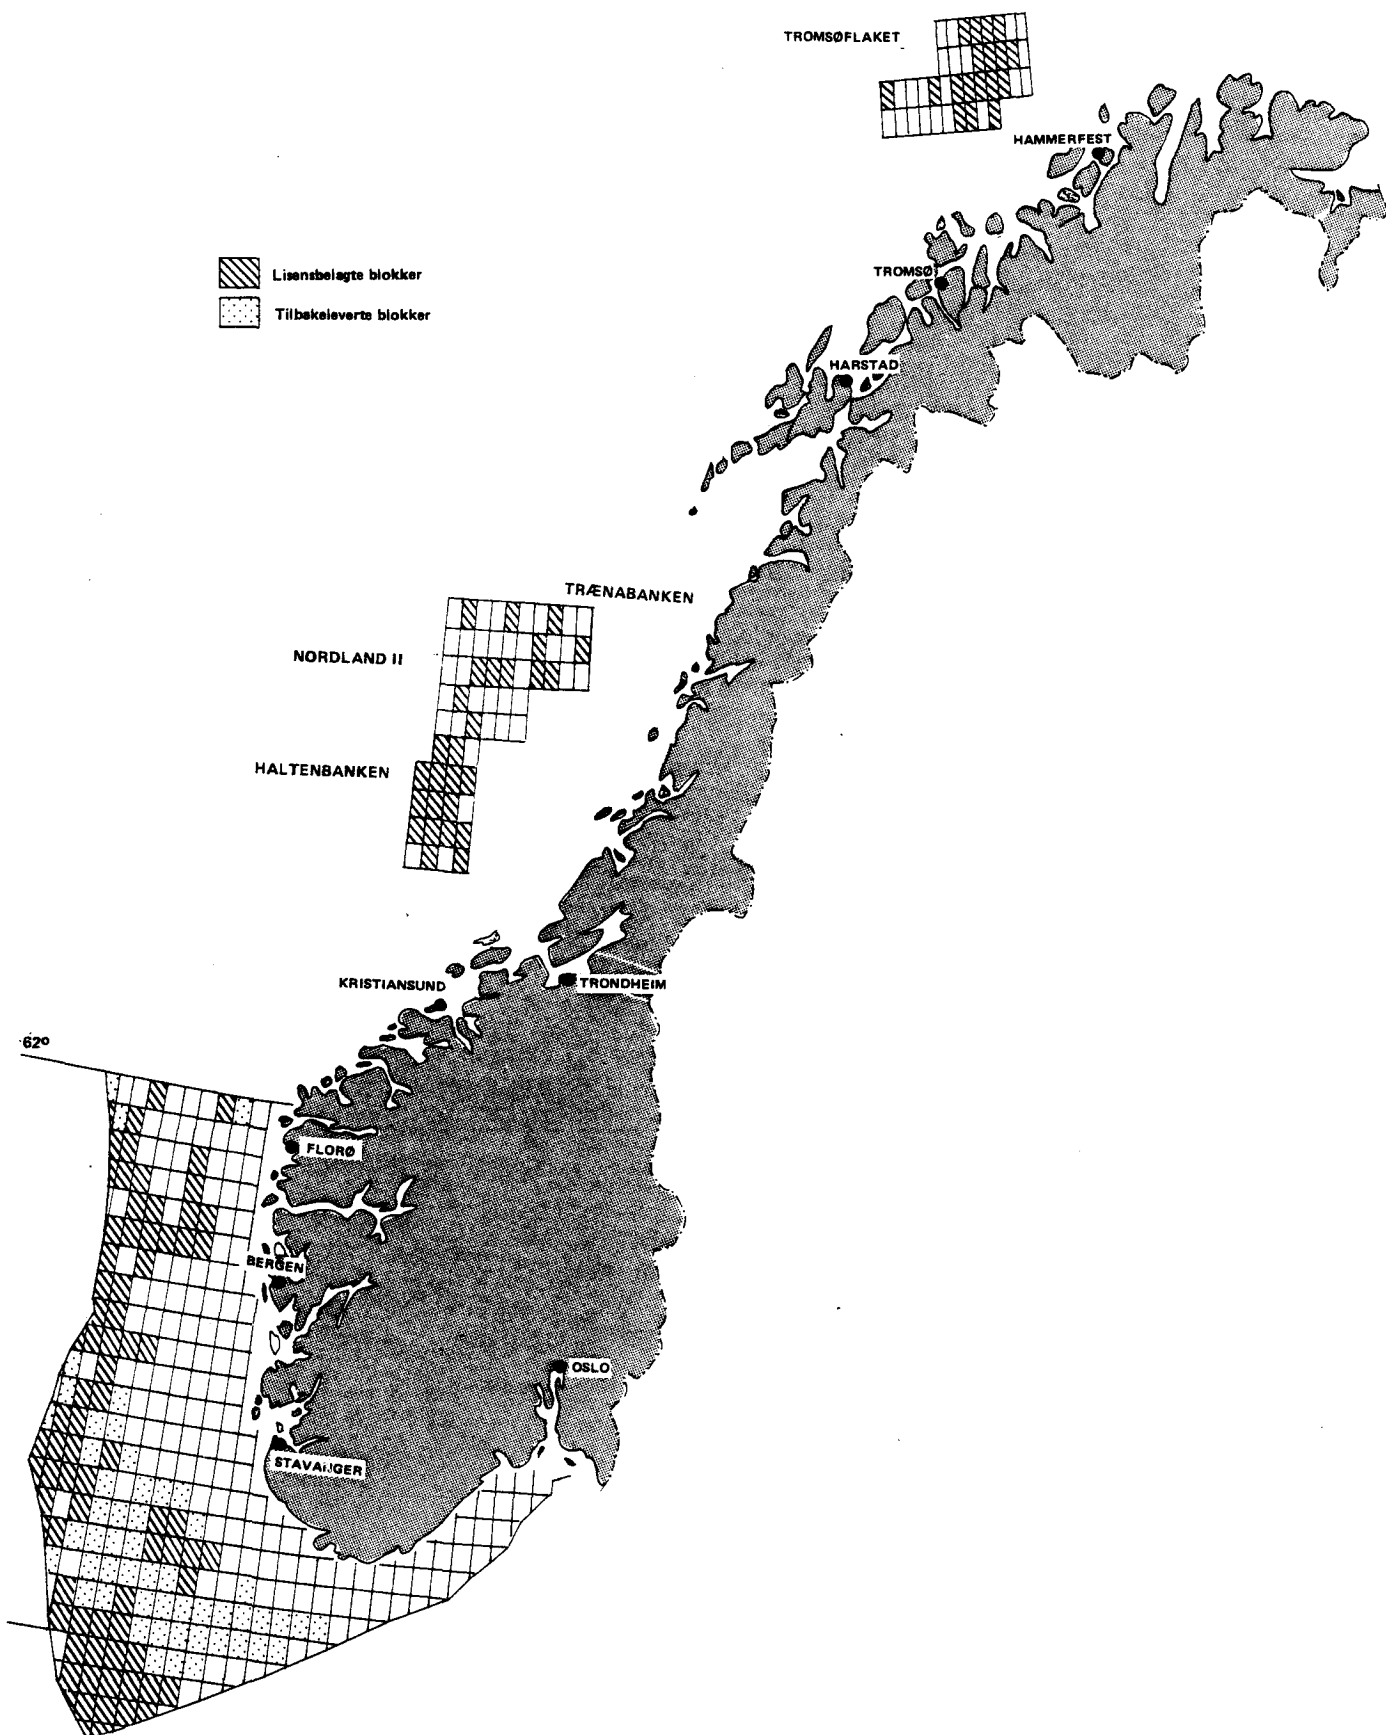 TROMSØFLAKET
HAMMERFEST
Lisensbelagte blokker
TROMSØ
Tilbakeleverte blokker
HARSTAD
TRÆNABANKEN
NORDLAND II
HALTENBANKEN
KRISTIANSUND
TRONDHEIM
62º
FLORØ
BERGEN
OSLO
STAVANGER